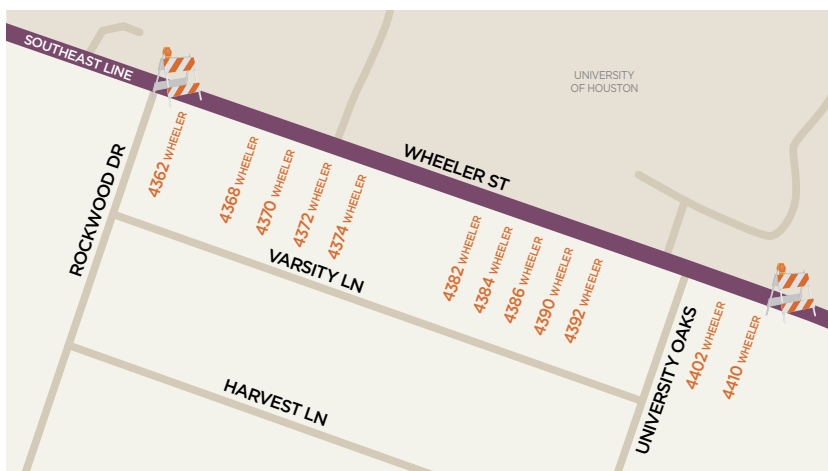 SOUTHEAST LINE
UNIVERSITY
OF HOUSTON
WHEELER ST
ROCKWOOD DR
4362 WHEELER
4368 WHEELER
4370 WHEELER
4372 WHEELER
4374 WHEELER
VARSITY LN
4382 WHEELER
4384 WHEELER
4386 WHEELER
4390 WHEELER
4392 WHEELER
UNIVERSITY OAKS
4402 WHEELER
4410 WHEELER
HARVEST LN